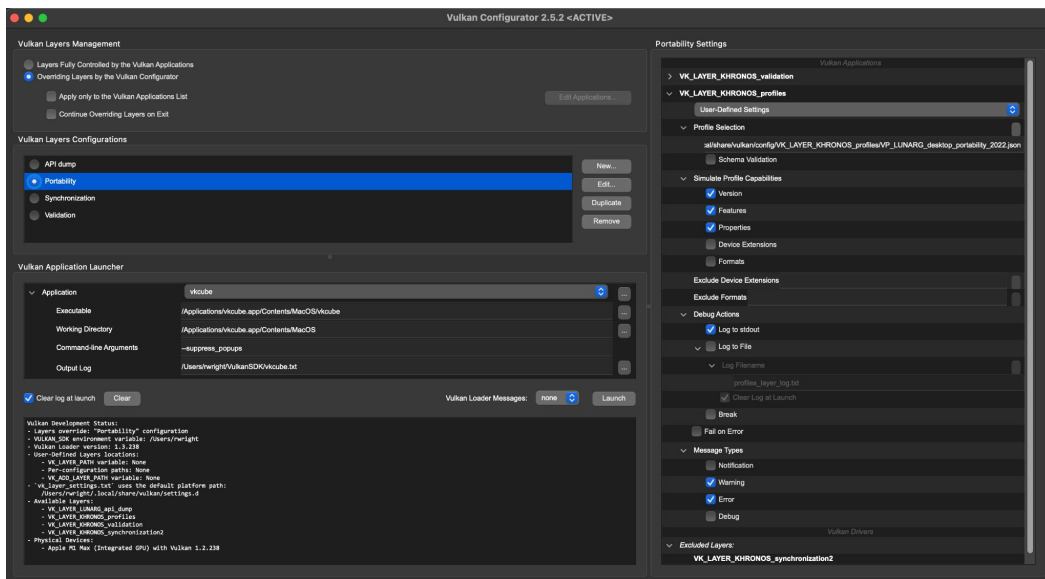 Vulkan Configurator 2.5.2 <ACTIVE>
Vulkan Layers Management
Layers Fully Controlled by the Vulkan Applications
Overriding Layers by the Vulkan Configurator
Apply only to the Vulkan Applications List
Edit Applications...
Continue Overriding Layers on Exit
Vulkan Layers Configurations
API dump
Portability
Synchronization
Validation
New...
Edit...
Duplicate
Remove
Vulkan Application Launcher
Application
vkcube
...
Executable
/Applications/vkcube.app/Contents/MacOS/vkcube
...
Working Directory
/Applications/vkcube.app/Contents/MacOS
...
Command-line Arguments
--suppress_popups
Output Log
/Users/rwright/VulkanSDK/vkcube.txt
...
Clear log at launch
Clear
Vulkan Loader Messages:
none
Launch
Vulkan Development Status:
- Layers override: "Portability" configuration
- VULKAN_SDK environment variable: /Users/rwright
- Vulkan Loader version: 1.3.238
- User-Defined Layers locations:
- VK_LAYER_PATH variable: None
- Per-configuration paths: None
- VK_ADD_LAYER_PATH variable: None
- `vk_layer_settings.txt` uses the default platform path:
/Users/rwright/.local/share/vulkan/settings.d
- Available Layers:
- VK_LAYER_LUNARG_api_dump
- VK_LAYER_KHRONOS_profiles
- VK_LAYER_KHRONOS_validation
- VK_LAYER_KHRONOS_synchronization2
- Physical Devices:
- Apple M1 Max (Integrated GPU) with Vulkan 1.2.238
Portability Settings
Vulkan Applications
VK_LAYER_KHRONOS_validation
VK_LAYER_KHRONOS_profiles
User-Defined Settings
Profile Selection
:al/share/vulkan/config/VK_LAYER_KHRONOS_profiles/VP_LUNARG_desktop_portability_2022.json
Schema Validation
Simulate Profile Capabilities
Version
Features
Properties
Device Extensions
Formats
Exclude Device Extensions
Exclude Formats
Debug Actions
Log to stdout
Log to File
Log Filename
profiles_layer_log.txt
Clear Log at Launch
Break
Fail on Error
Message Types
Notification
Warning
Error
Debug
Vulkan Drivers
Excluded Layers:
VK_LAYER_KHRONOS_synchronization2